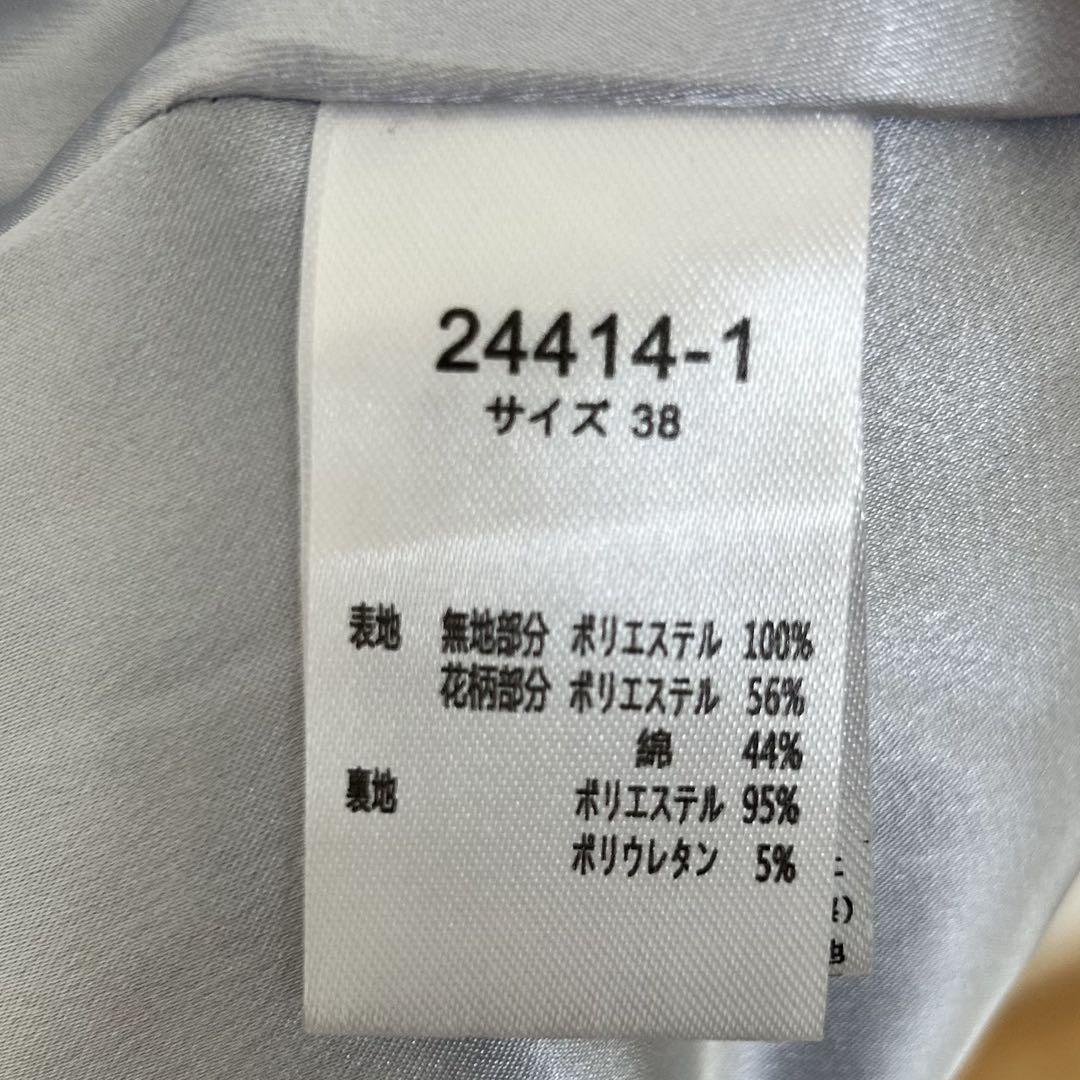 24414-1
サイズ 38
表地 無地部分 ポリエステル 100%
花柄部分 ポリエステル 56%
綿 44%
裏地 ポリエステル 95%
ポリウレタン 5%